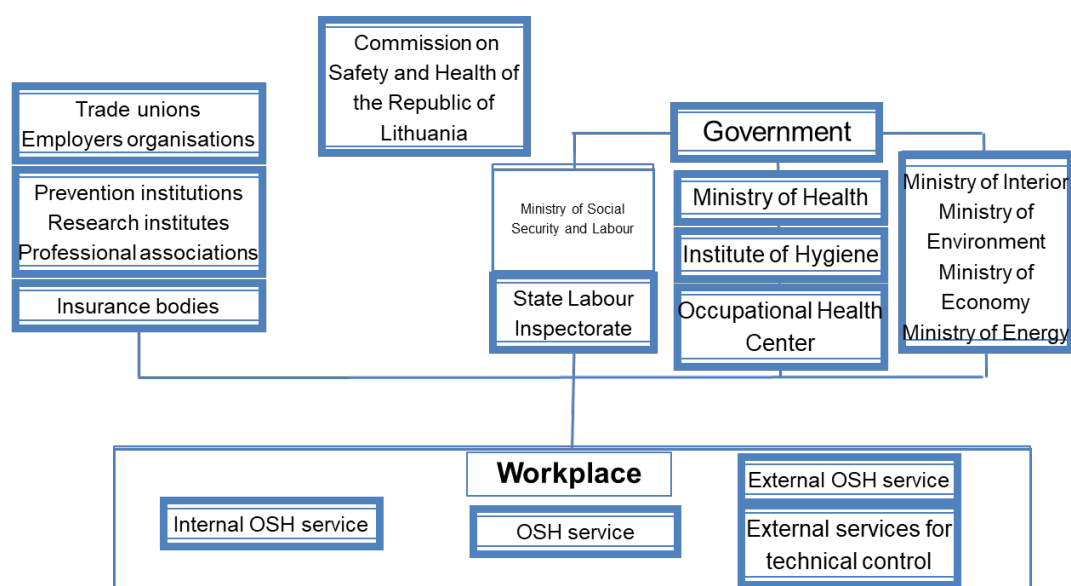 Commission on
Safety and Health of
the Republic of
Lithuania
Trade unions
Employers organisations
Prevention institutions
Research institutes
Professional associations
Insurance bodies
Government
Ministry of Social
Security and Labour
State Labour
Inspectorate
Ministry of Health
Institute of Hygiene
Occupational Health
Center
Ministry of Interior
Ministry of
Environment
Ministry of
Economy
Ministry of Energy
Workplace
Internal OSH service
OSH service
External OSH service
External services for
technical control